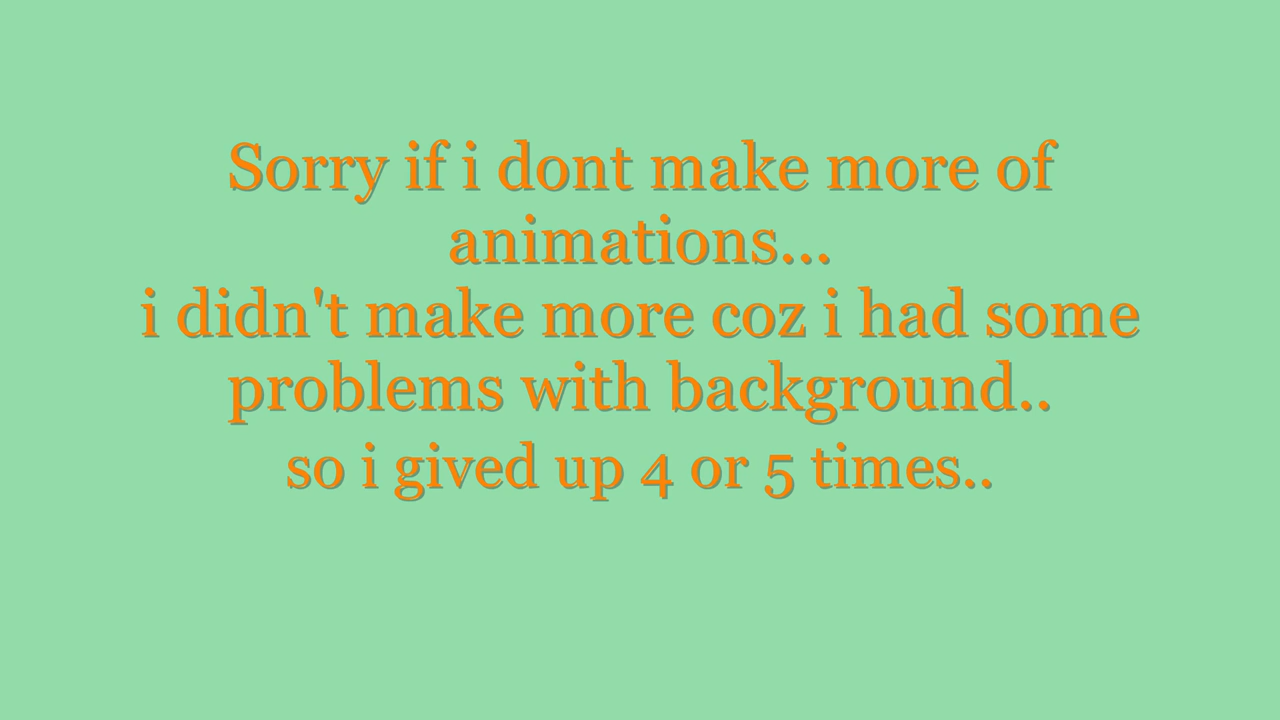 Sorry if i dont make more of
animations...
i didn't make more coz i had some
problems with background..
so i gived up 4 or 5 times..